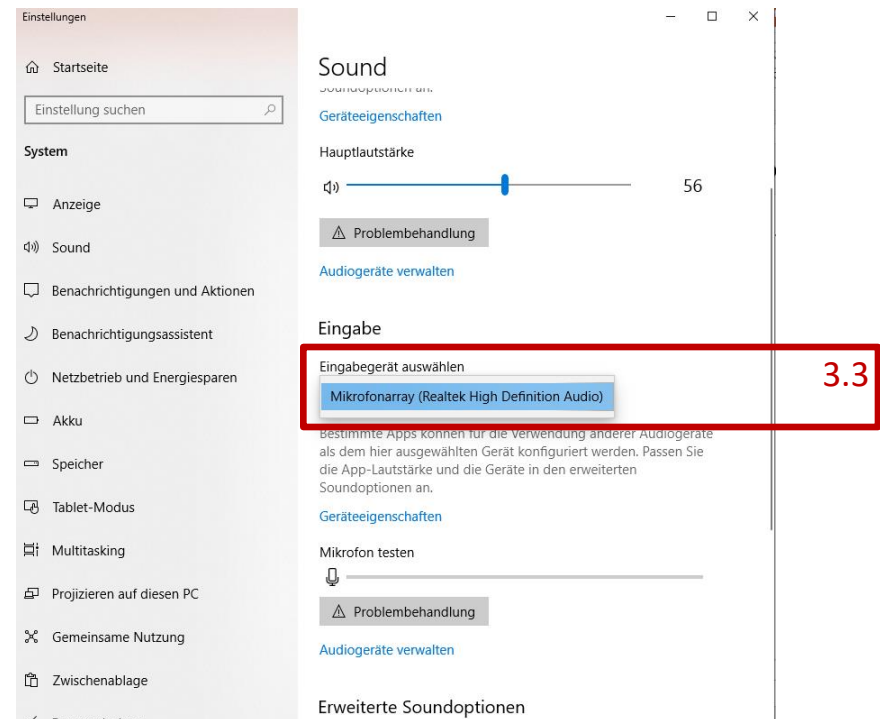 Einstellungen
Startseite
Einstellung suchen
System
Anzeige
Sound
Benachrichtigungen und Aktionen
Benachrichtigungsassistent
Netzbetrieb und Energiesparen
Akku
Speicher
Tablet-Modus
Multitasking
Projizieren auf diesen PC
Gemeinsame Nutzung
Zwischenablage
Sound
Soundoptionen an.
Geräteeigenschaften
Hauptlautstärke
56
Problembehandlung
Audiogeräte verwalten
Eingabe
Eingabegerät auswählen
Mikrofonarray (Realtek High Definition Audio)
3.3
Bestimmte Apps können für die Verwendung anderer Audiogeräte
als dem hier ausgewählten Gerät konfiguriert werden. Passen Sie
die App-Lautstärke und die Geräte in den erweiterten
Soundoptionen an.
Geräteeigenschaften
Mikrofon testen
Problembehandlung
Audiogeräte verwalten
Erweiterte Soundoptionen